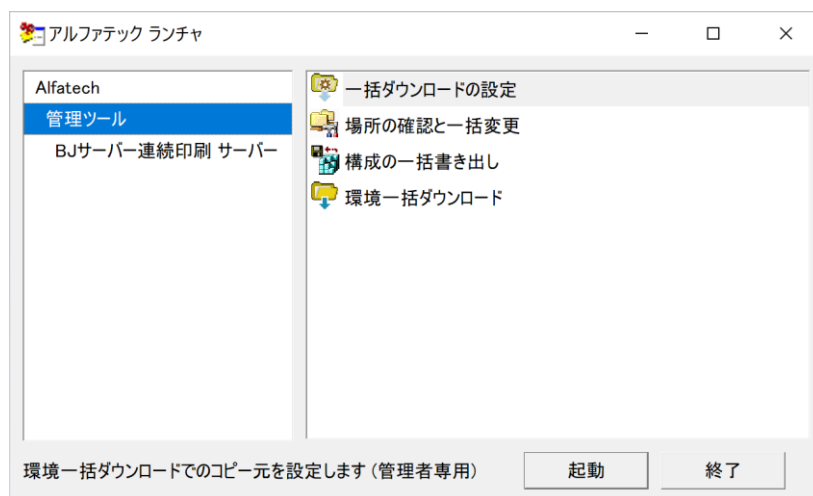 アルファテック ランチャ
Alfatech
管理ツール
BJサーバー連続印刷 サーバー
一括ダウンロードの設定
場所の確認と一括変更
構成の一括書き出し
環境一括ダウンロード
環境一括ダウンロードでのコピー元を設定します(管理者専用)
起動
終了